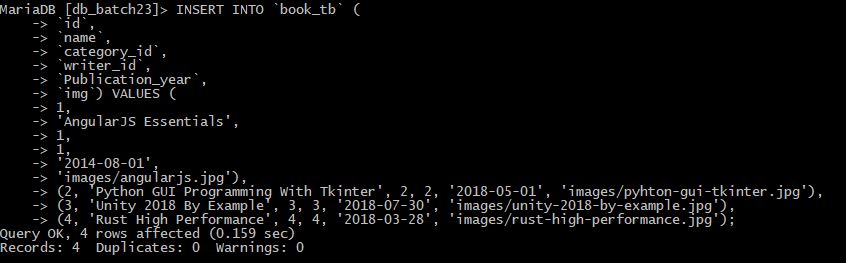 MariaDB [db_batch23]> INSERT INTO `book_tb` (
    -> `id`,
    -> `name`,
    -> `category_id`,
    -> `writer_id`,
    -> `Publication_year`,
    -> `img`) VALUES (
    -> 1,
    -> 'AngularJS Essentials',
    -> 1,
    -> 1,
    -> '2014-08-01',
    -> 'images/angularjs.jpg'),
    -> (2, 'Python GUI Programming With Tkinter', 2, 2, '2018-05-01', 'images/pyhton-gui-tkinter.jpg'),
    -> (3, 'Unity 2018 By Example', 3, 3, '2018-07-30', 'images/unity-2018-by-example.jpg'),
    -> (4, 'Rust High Performance', 4, 4, '2018-03-28', 'images/rust-high-performance.jpg');
Query OK, 4 rows affected (0.159 sec)
Records: 4  Duplicates: 0  Warnings: 0